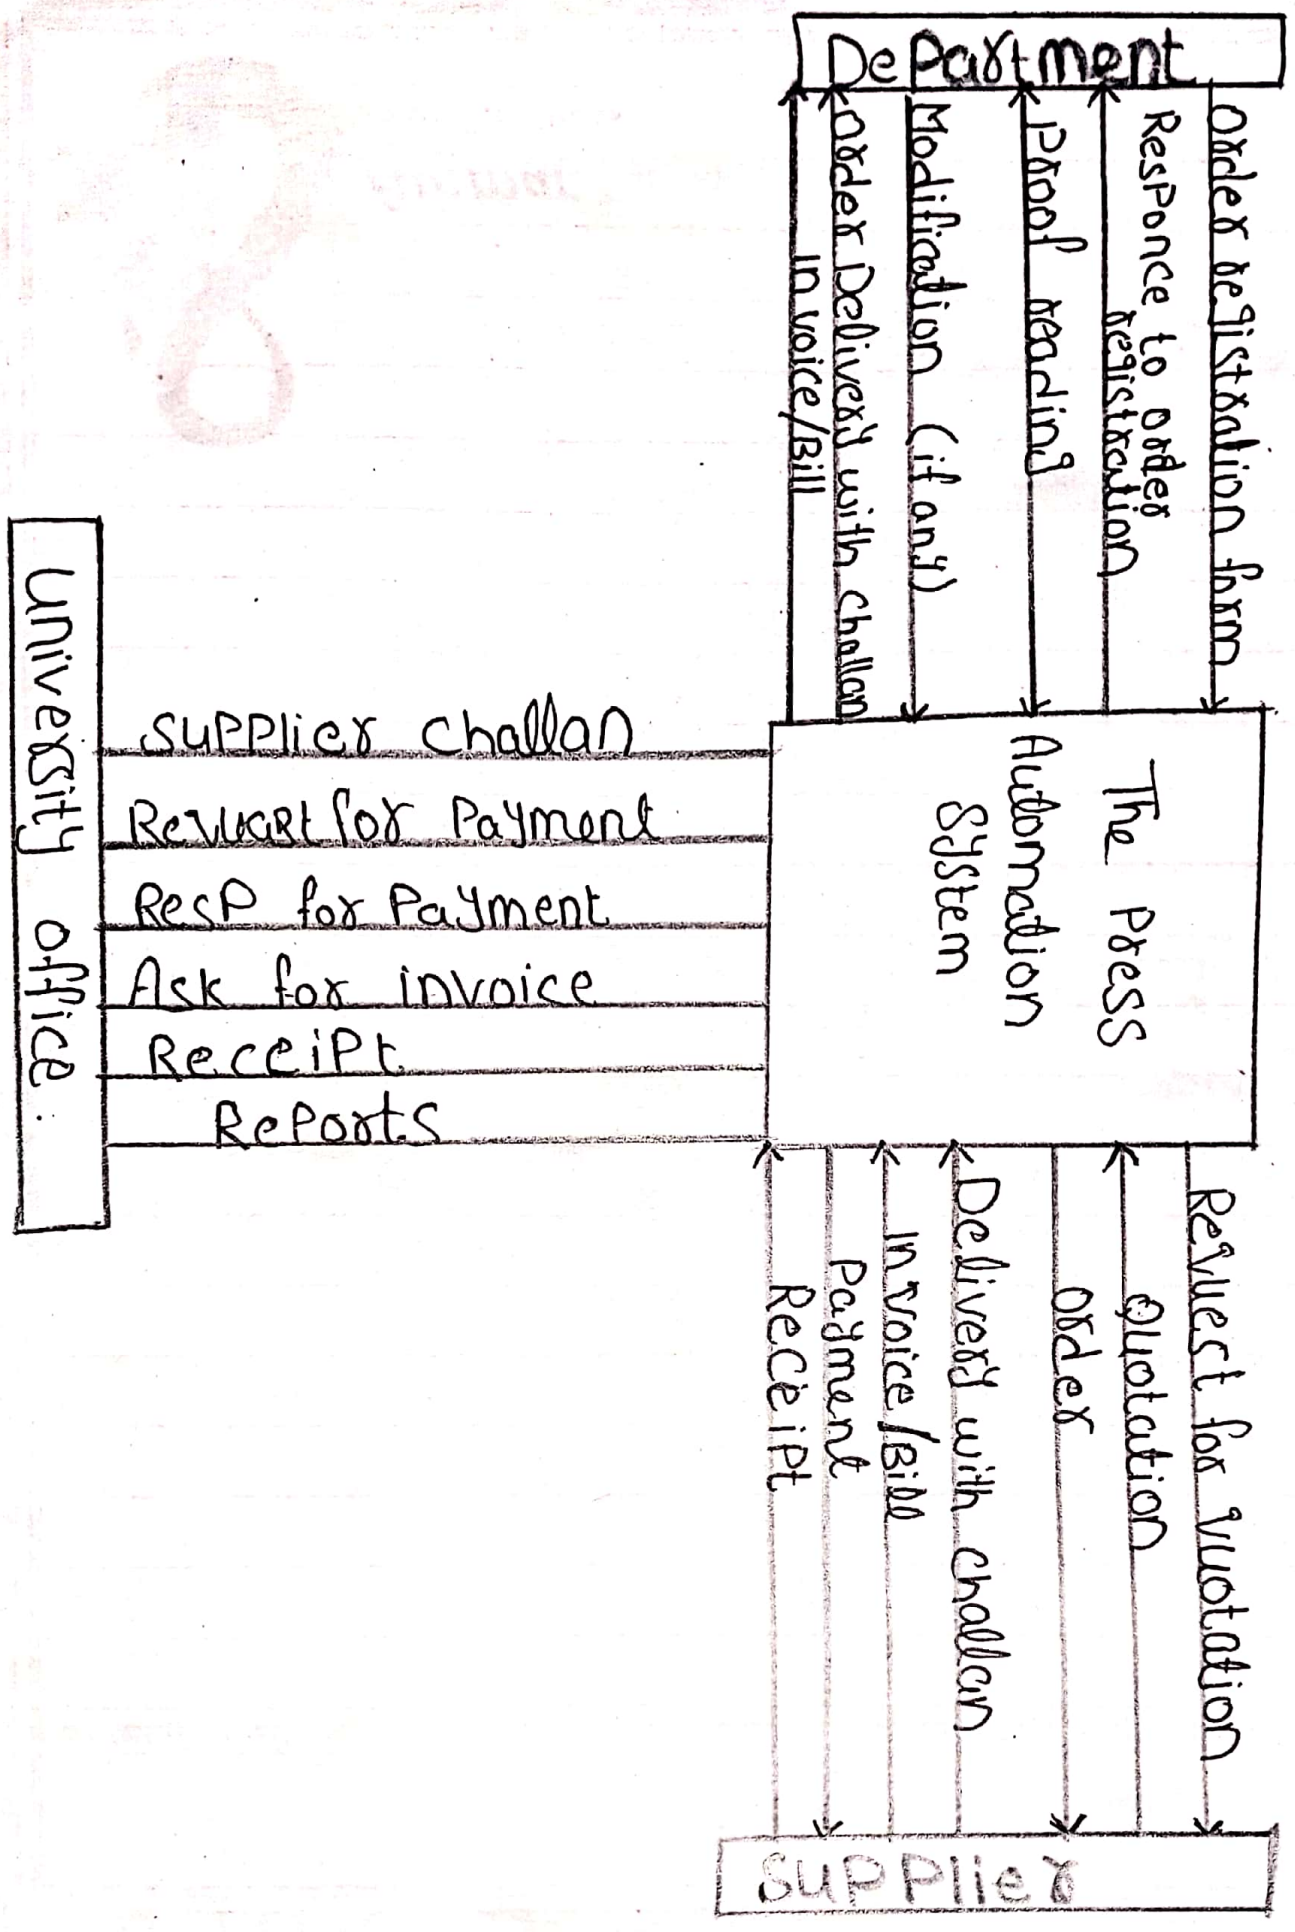 Department
order registration form
Responce to order
registration
Proof reading
Modification (if any)
order Delivery with challan
invoice/Bill
The Press
Automation
System
Supplier challan
Request for Payment
Resp for Payment
Ask for invoice
Receipt
Reports
University office.
Request for quotation
Quotation
order
Delivery with challan
invoice/Bill
Payment
Receipt
Supplier